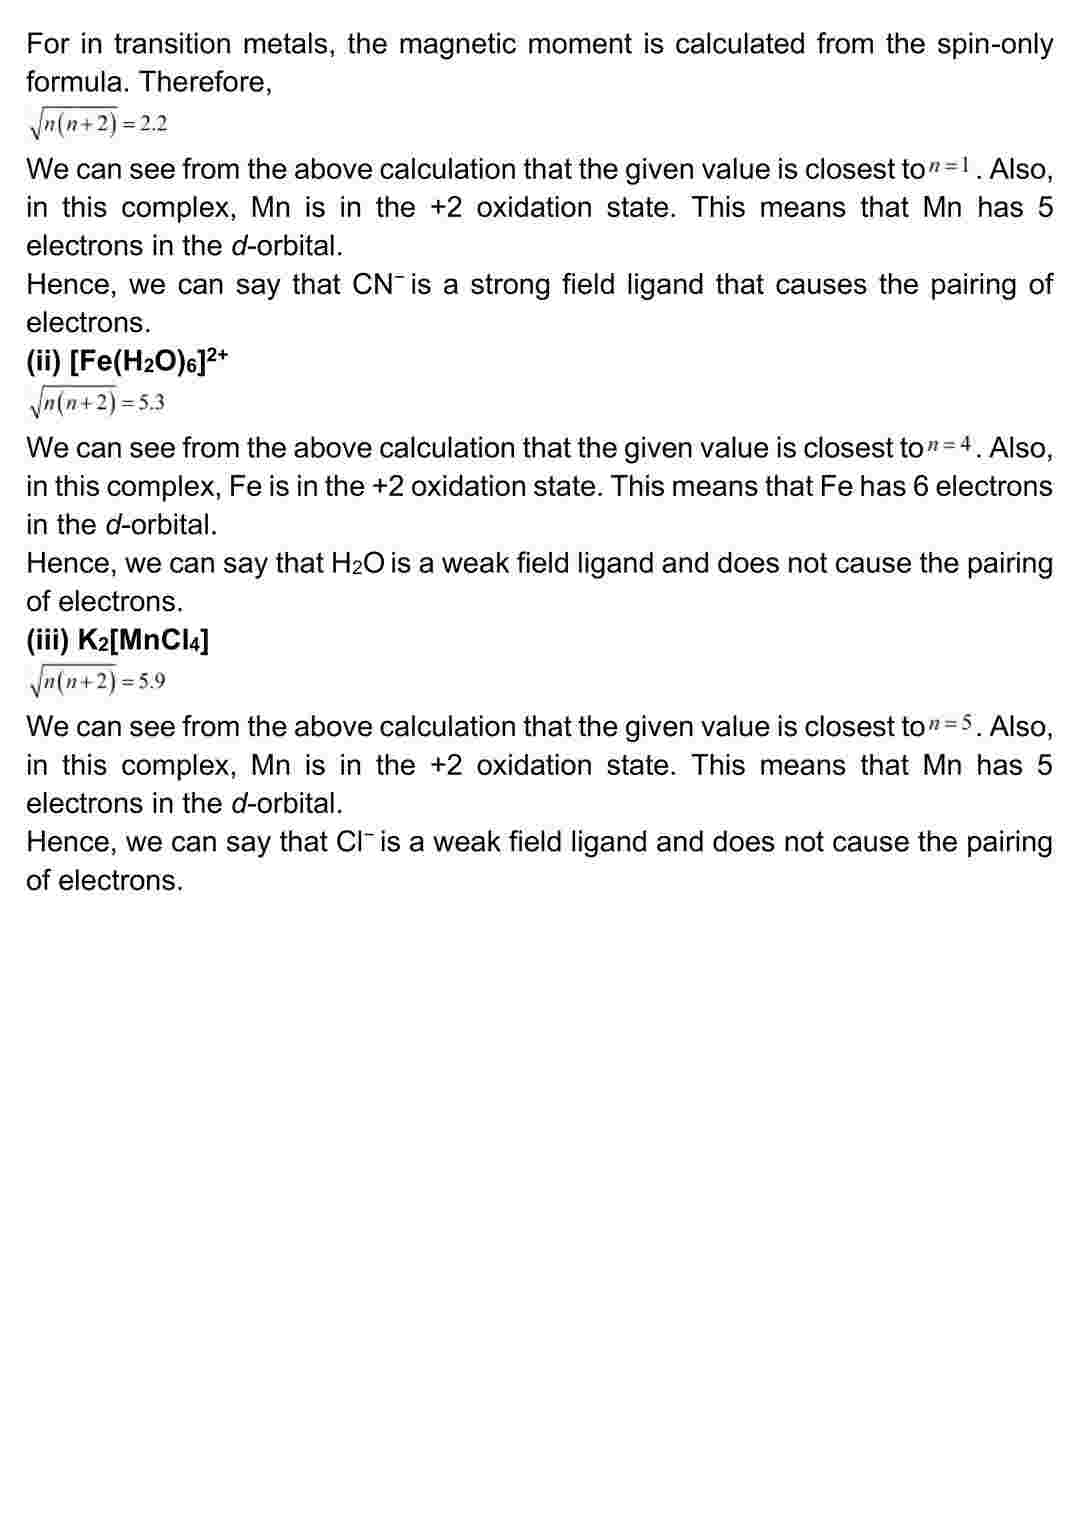 For in transition metals, the magnetic moment is calculated from the spin-only
formula. Therefore,
√n(n+2) = 2.2
We can see from the above calculation that the given value is closest to n = 1. Also,
in this complex, Mn is in the +2 oxidation state. This means that Mn has 5
electrons in the d-orbital.
Hence, we can say that CN⁻ is a strong field ligand that causes the pairing of
electrons.
(ii) [Fe(H₂O)₆]²⁺
√n(n+2) = 5.3
We can see from the above calculation that the given value is closest to n = 4. Also,
in this complex, Fe is in the +2 oxidation state. This means that Fe has 6 electrons
in the d-orbital.
Hence, we can say that H₂O is a weak field ligand and does not cause the pairing
of electrons.
(iii) K₂[MnCl₄]
√n(n+2) = 5.9
We can see from the above calculation that the given value is closest to n = 5. Also,
in this complex, Mn is in the +2 oxidation state. This means that Mn has 5
electrons in the d-orbital.
Hence, we can say that Cl⁻ is a weak field ligand and does not cause the pairing
of electrons.